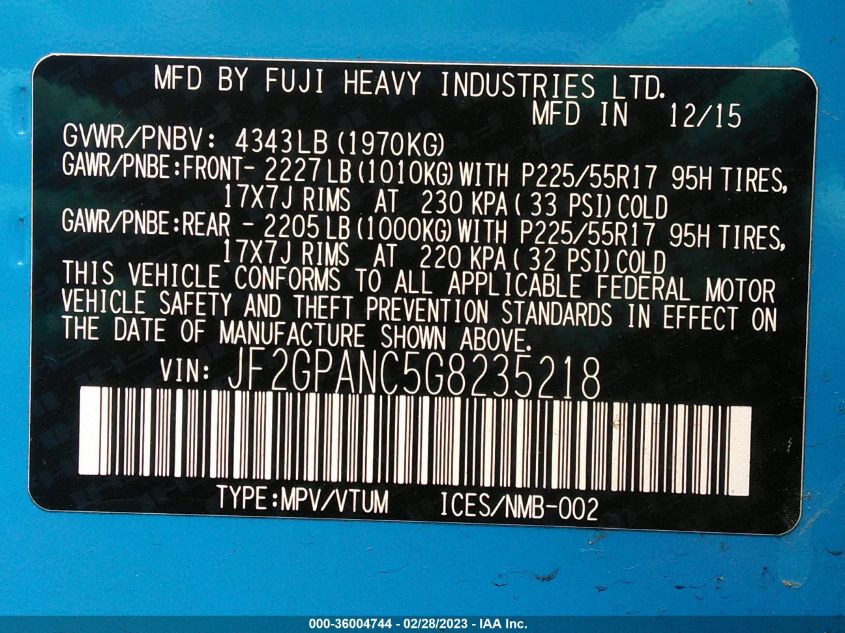 MFD BY FUJI HEAVY INDUSTRIES LTD.
MFD IN 12/15
GVWR/PNBV: 4343LB (1970KG)
GAWR/PNBE:FRONT- 2227LB (1010KG) WITH P225/55R17 95H TIRES,
17X7J RIMS AT 230 KPA ( 33 PSI) COLD
GAWR/PNBE:REAR - 2205LB (1000KG) WITH P225/55R17 95H TIRES,
17X7J RIMS AT 220 KPA ( 32 PSI) COLD
THIS VEHICLE CONFORMS TO ALL APPLICABLE FEDERAL MOTOR
VEHICLE SAFETY AND THEFT PREVENTION STANDARDS IN EFFECT ON
THE DATE OF MANUFACTURE SHOWN ABOVE.
VIN: JF2GPANC5G8235218
TYPE:MPV/VTUM ICES/NMB-002
000-36004744 - 02/28/2023 - IAA Inc.